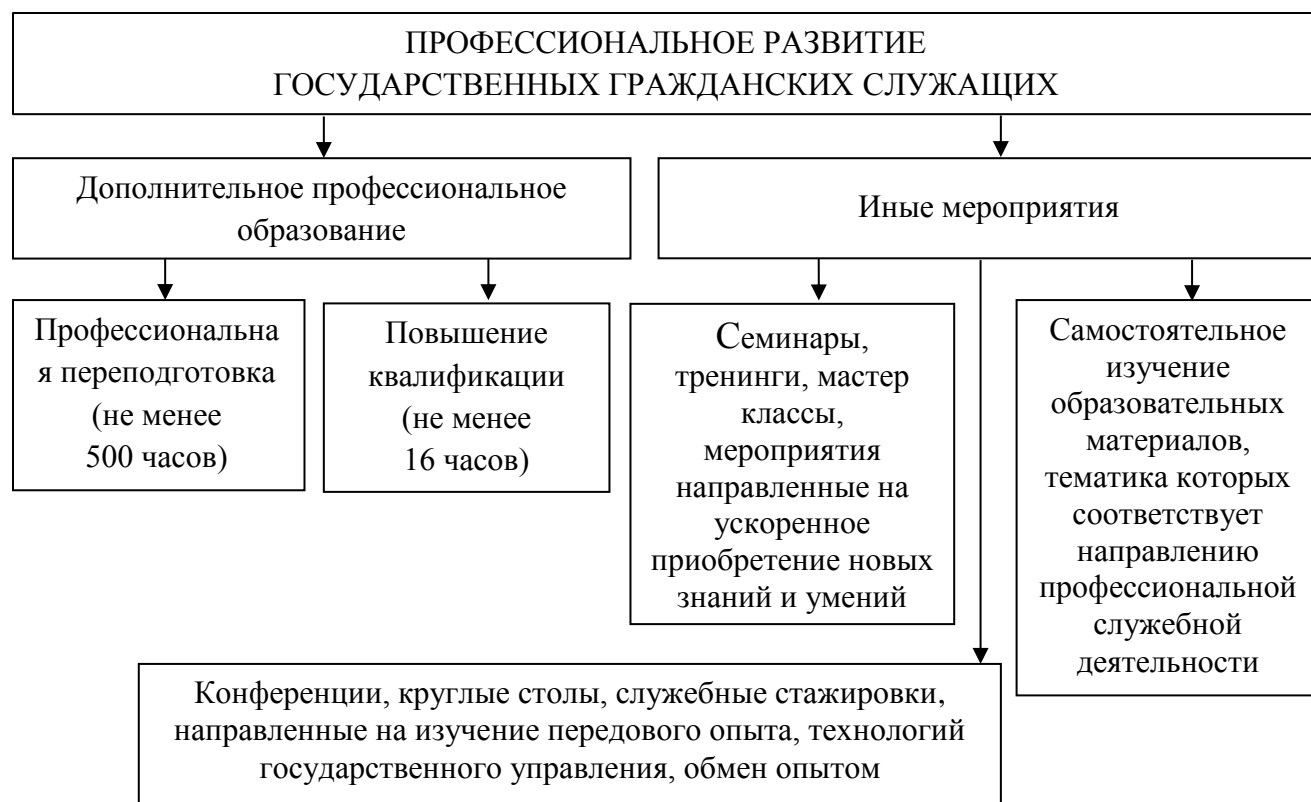 ПРОФЕССИОНАЛЬНОЕ РАЗВИТИЕ
ГОСУДАРСТВЕННЫХ ГРАЖДАНСКИХ СЛУЖАЩИХ
Дополнительное профессиональное
образование
Иные мероприятия
Профессиональна
я переподготовка
(не менее
500 часов)
Повышение
квалификации
(не менее
16 часов)
Семинары,
тренинги, мастер
классы,
мероприятия
направленные на
ускоренное
приобретение новых
знаний и умений
Самостоятельное
изучение
образовательных
материалов,
тематика которых
соответствует
направлению
профессиональной
служебной
деятельности
Конференции, круглые столы, служебные стажировки,
направленные на изучение передового опыта, технологий
государственного управления, обмен опытом